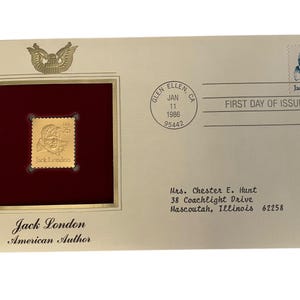 GLEN ELLEN, CA
JAN
11
1986
95442
FIRST DAY OF ISSU
Jack London
Jack London
American Author
Mrs. Chester E. Hunt
38 Coachlight Drive
Mascoutah, Illinois 62258